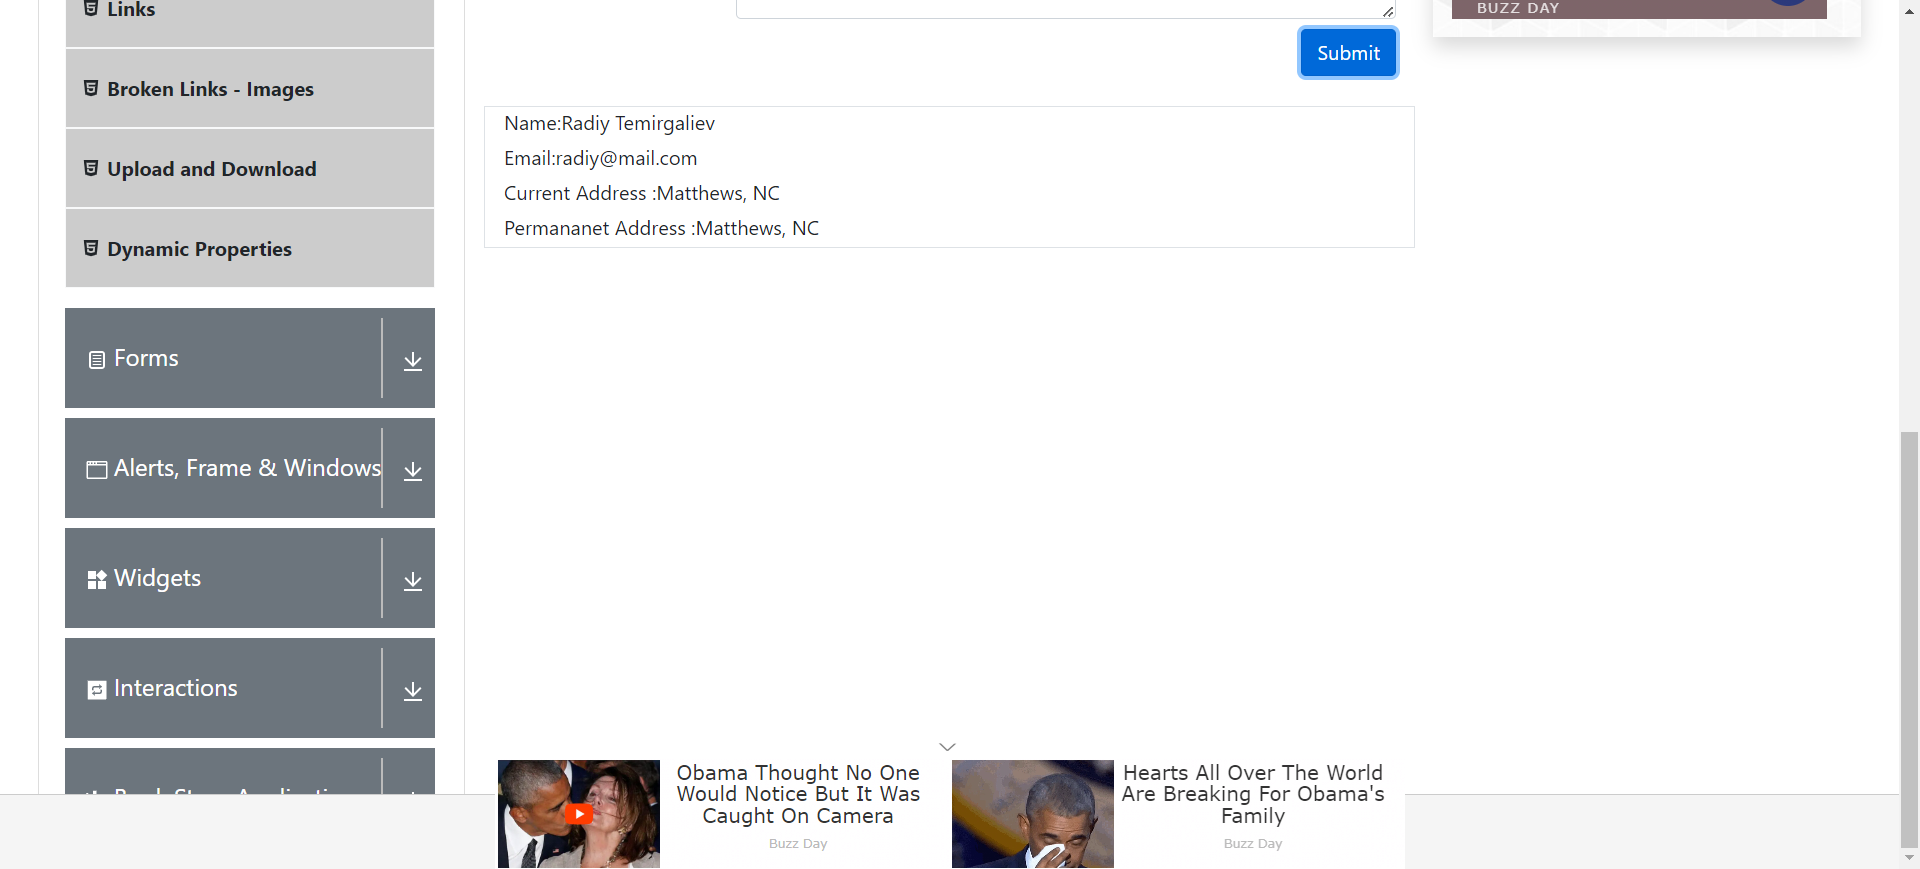 Links
Broken Links - Images
Upload and Download
Dynamic Properties
Forms
Alerts, Frame & Windows
Widgets
Interactions
Submit
Name:Radiy Temirgaliev
Email:radiy@mail.com
Current Address :Matthews, NC
Permananet Address :Matthews, NC
BUZZ DAY
Obama Thought No One
Would Notice But It Was
Caught On Camera
Buzz Day
Hearts All Over The World
Are Breaking For Obama's
Family
Buzz Day